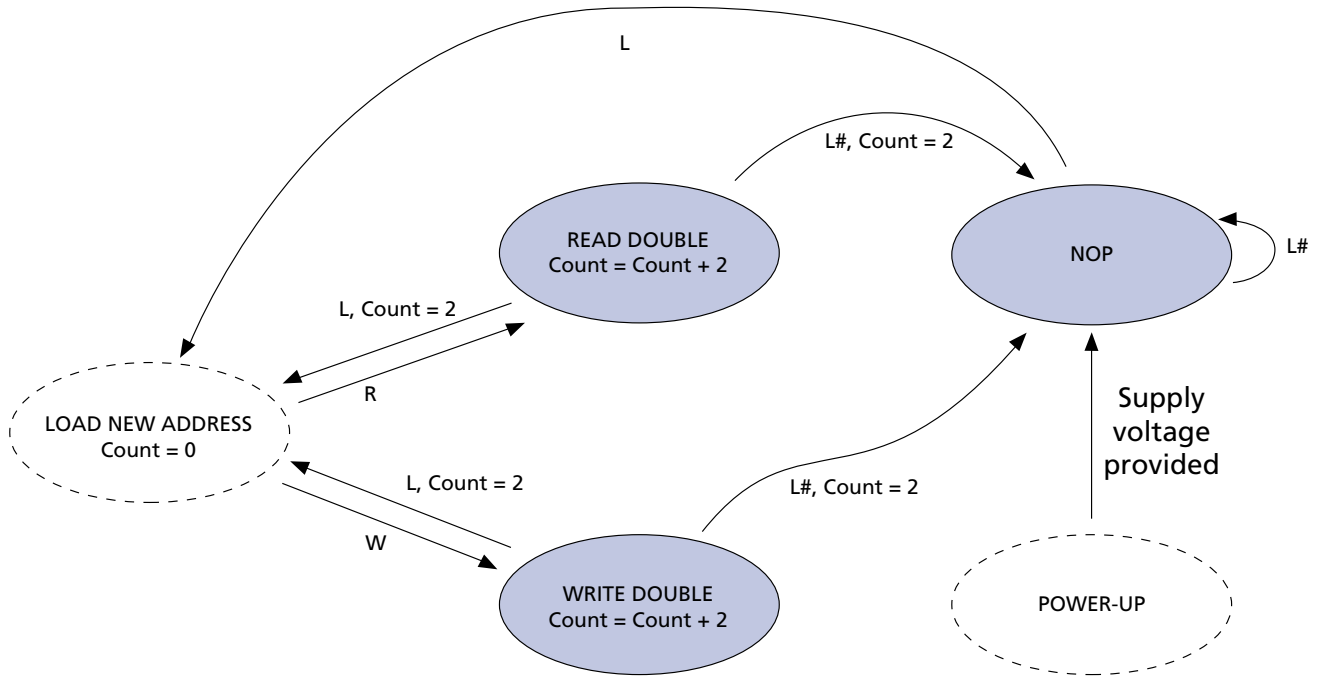 L
L#, Count = 2
READ DOUBLE
Count = Count + 2
NOP
L#
L, Count = 2
R
LOAD NEW ADDRESS
Count = 0
Supply
voltage
provided
L, Count = 2
L#, Count = 2
W
WRITE DOUBLE
Count = Count + 2
POWER-UP